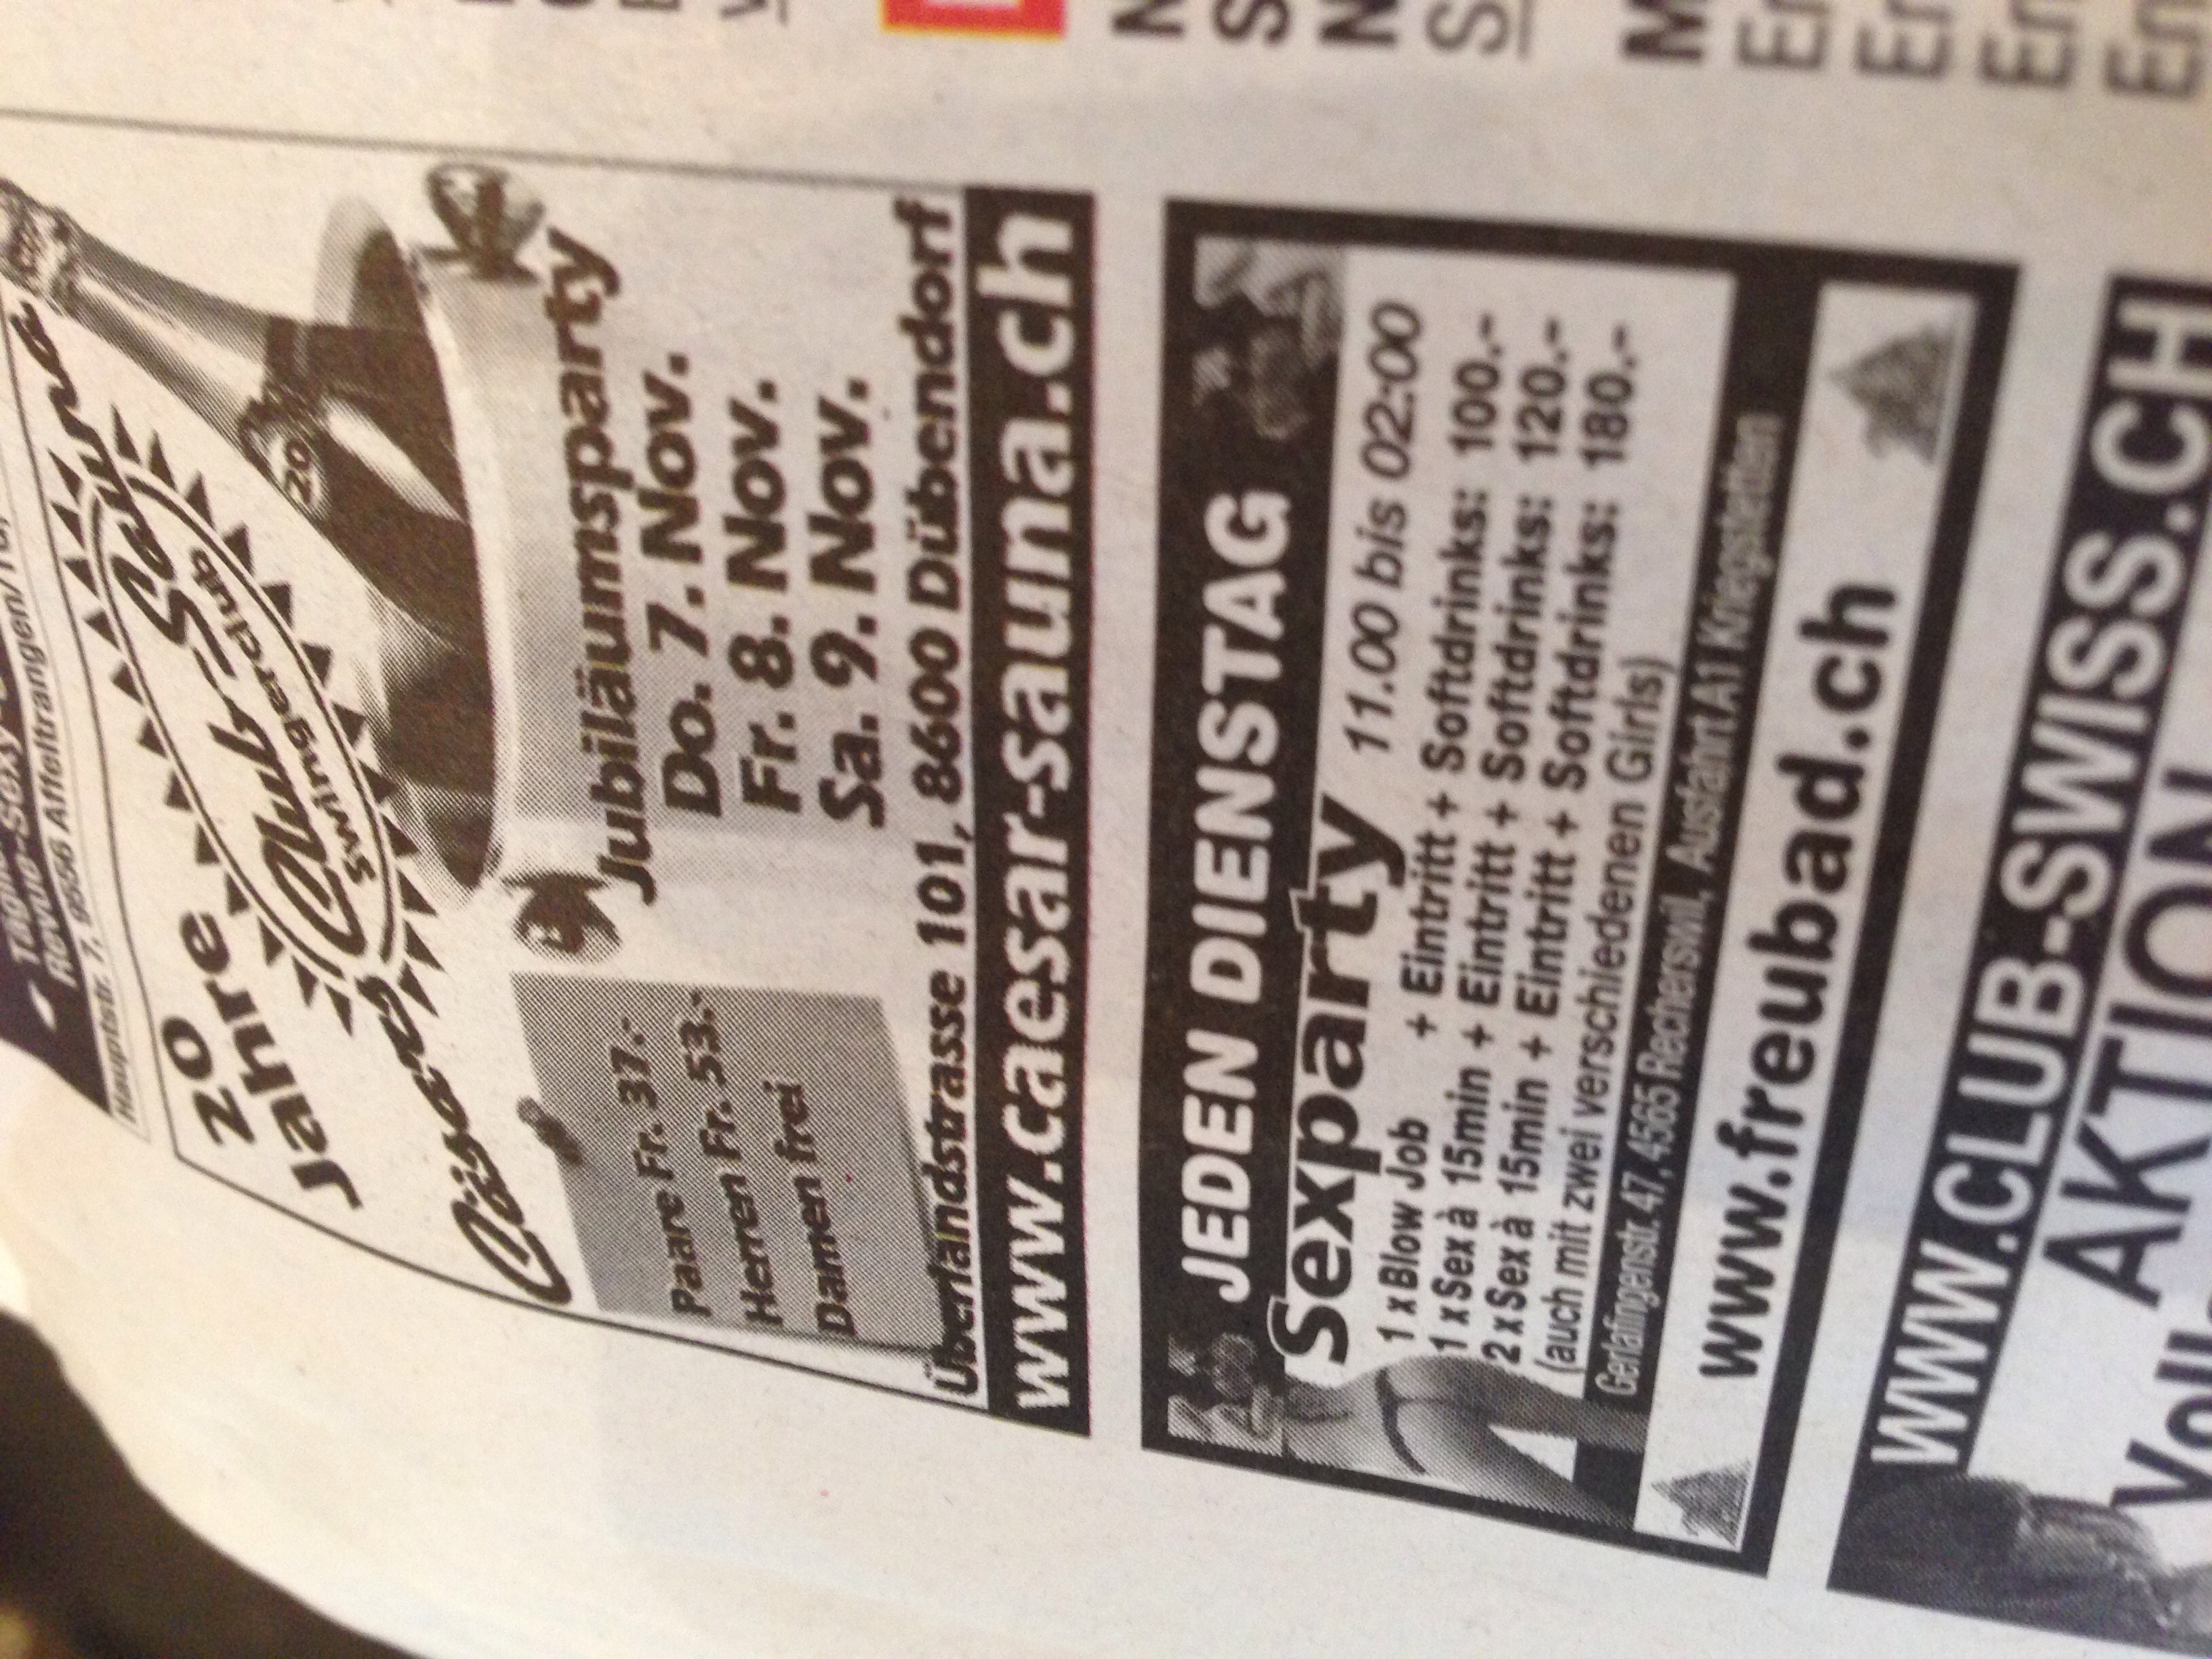 Hauptstr. 7, 9556 Affeltrangen/TG,
20
Jahre
Cäsars
Club-Sauna
Swingerclub
20
Jubiläumsparty
Do. 7. Nov.
Fr. 8. Nov.
Sa. 9. Nov.
Paare Fr. 37.-
Herren Fr. 53.-
Damen frei
Überlandstrasse 101, 8600 Dübendorf
www.caesar-sauna.ch
JEDEN DIENSTAG
Sexparty 11.00 bis 02:00
1 x Blow Job + Eintritt + Softdrinks: 100.-
1 x Sex à 15min + Eintritt + Softdrinks: 120.-
2 x Sex à 15min + Eintritt + Softdrinks: 180.-
(auch mit zwei verschiedenen Girls)
Gerlafingenstr. 47, 4565 Recherswil, Ausfahrt A1 Kriegstetten
www.freubad.ch
WWW.CLUB-SWISS.CH
AKTION